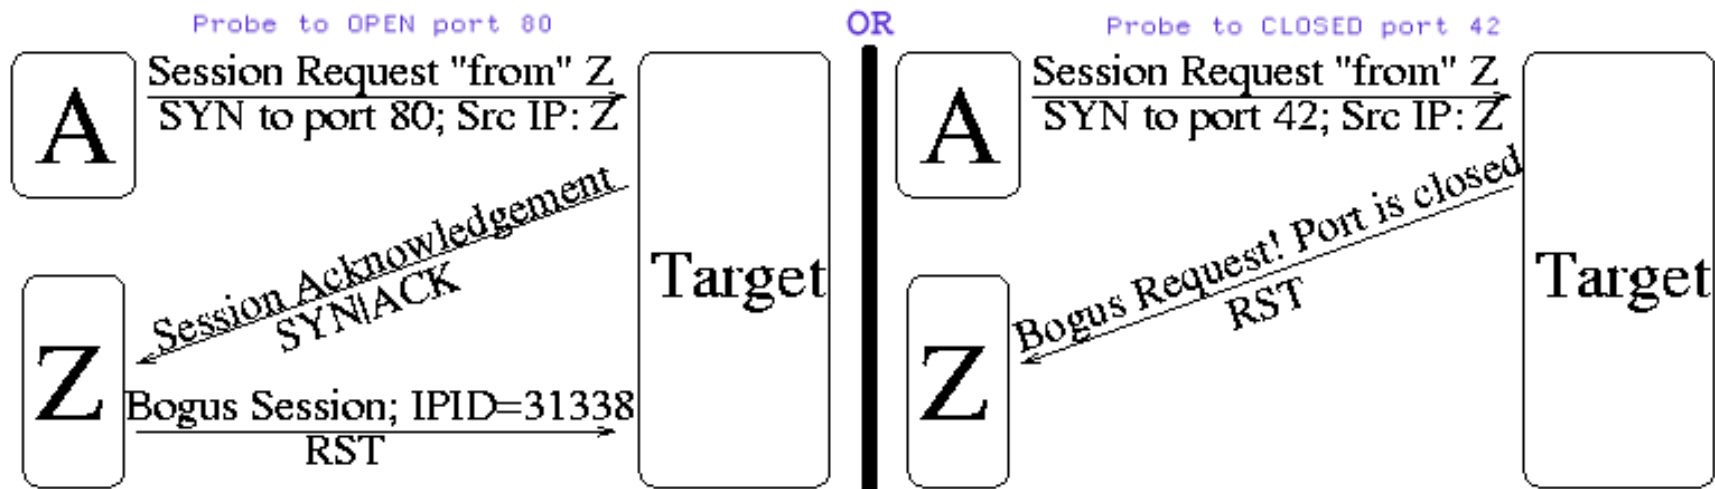 Probe to OPEN port 80
A
Session Request "from" Z
SYN to port 80; Src IP: Z
Session Acknowledgement
SYN|ACK
Target
Z
Bogus Session; IPID=31338
RST
OR
Probe to CLOSED port 42
A
Session Request "from" Z
SYN to port 42; Src IP: Z
Bogus Request! Port is closed
RST
Target
Z